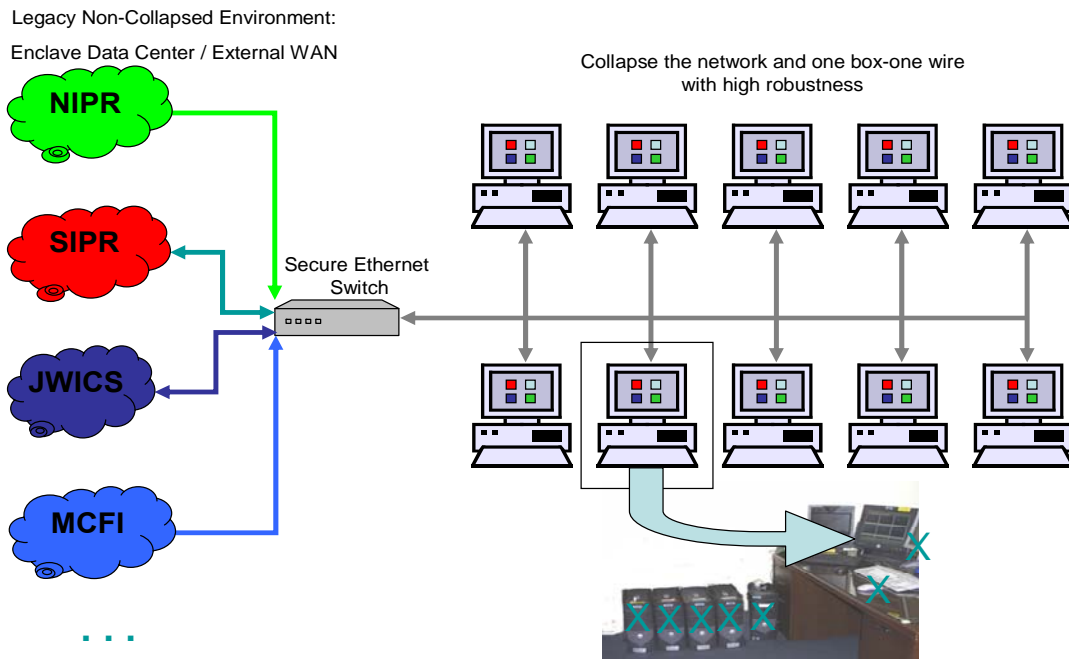 Legacy Non-Collapsed Environment:
Enclave Data Center / External WAN
Collapse the network and one box-one wire
with high robustness
NIPR
SIPR
Secure Ethernet
Switch
JWICS
MCFI
. . .
X
X
X X X X X